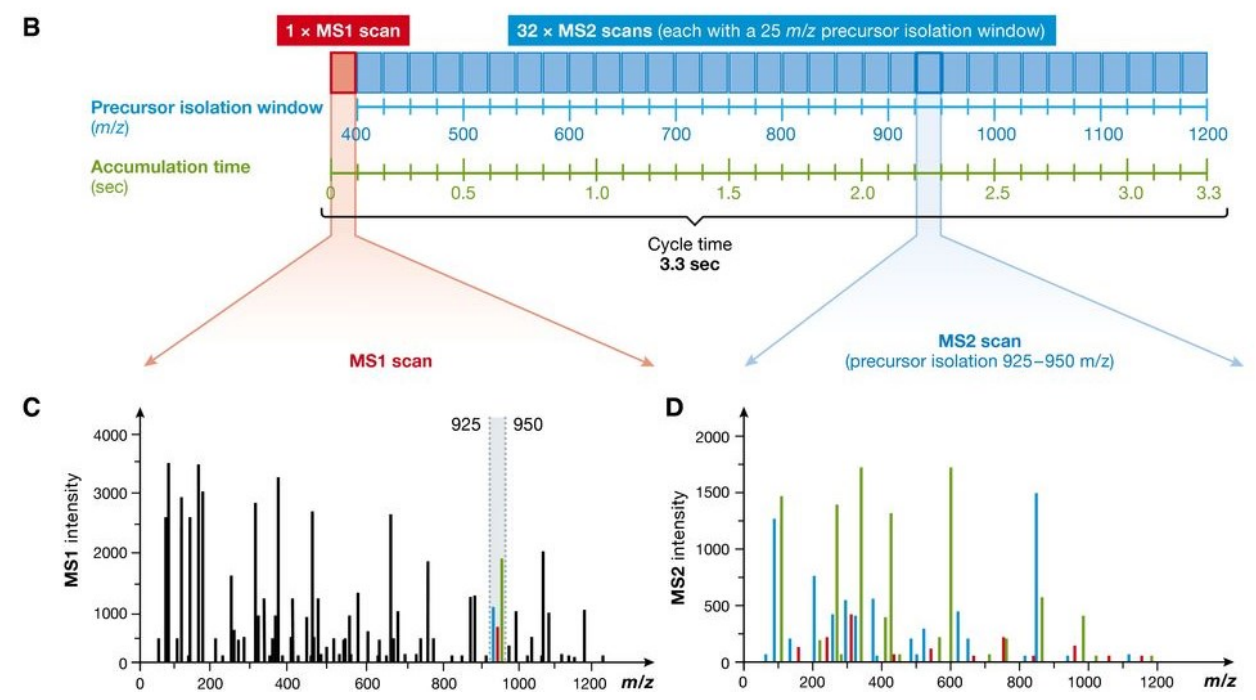 B
1 × MS1 scan
32 × MS2 scans (each with a 25 m/z precursor isolation window)
Precursor isolation window
(m/z)
400 500 600 700 800 900 1000 1100 1200
Accumulation time
(sec)
0 0.5 1.0 1.5 2.0 2.5 3.0 3.3
Cycle time
3.3 sec
MS1 scan
MS2 scan
(precursor isolation 925–950 m/z)
C
925 950
4000
3000
2000
1000
0
MS1 intensity
0 200 400 600 800 1000 1200 m/z
D
2000
1500
1000
500
0
MS2 intensity
0 200 400 600 800 1000 1200 m/z